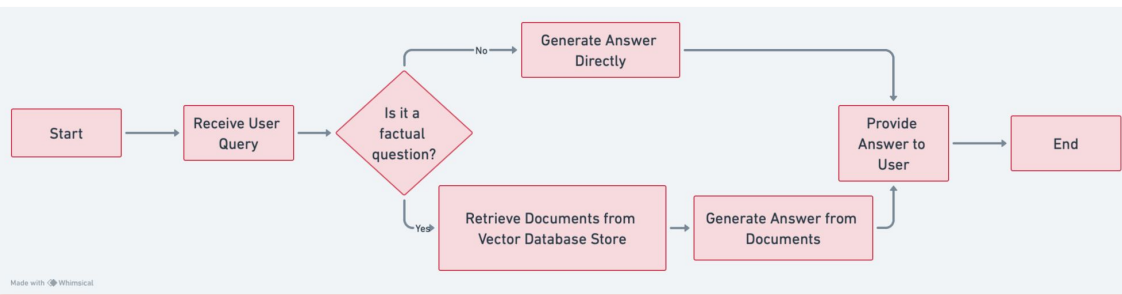 Start
Receive User
Query
Is it a
factual
question?
No
Generate Answer
Directly
Yes
Retrieve Documents from
Vector Database Store
Generate Answer from
Documents
Provide
Answer to
User
End
Made with Whimsical